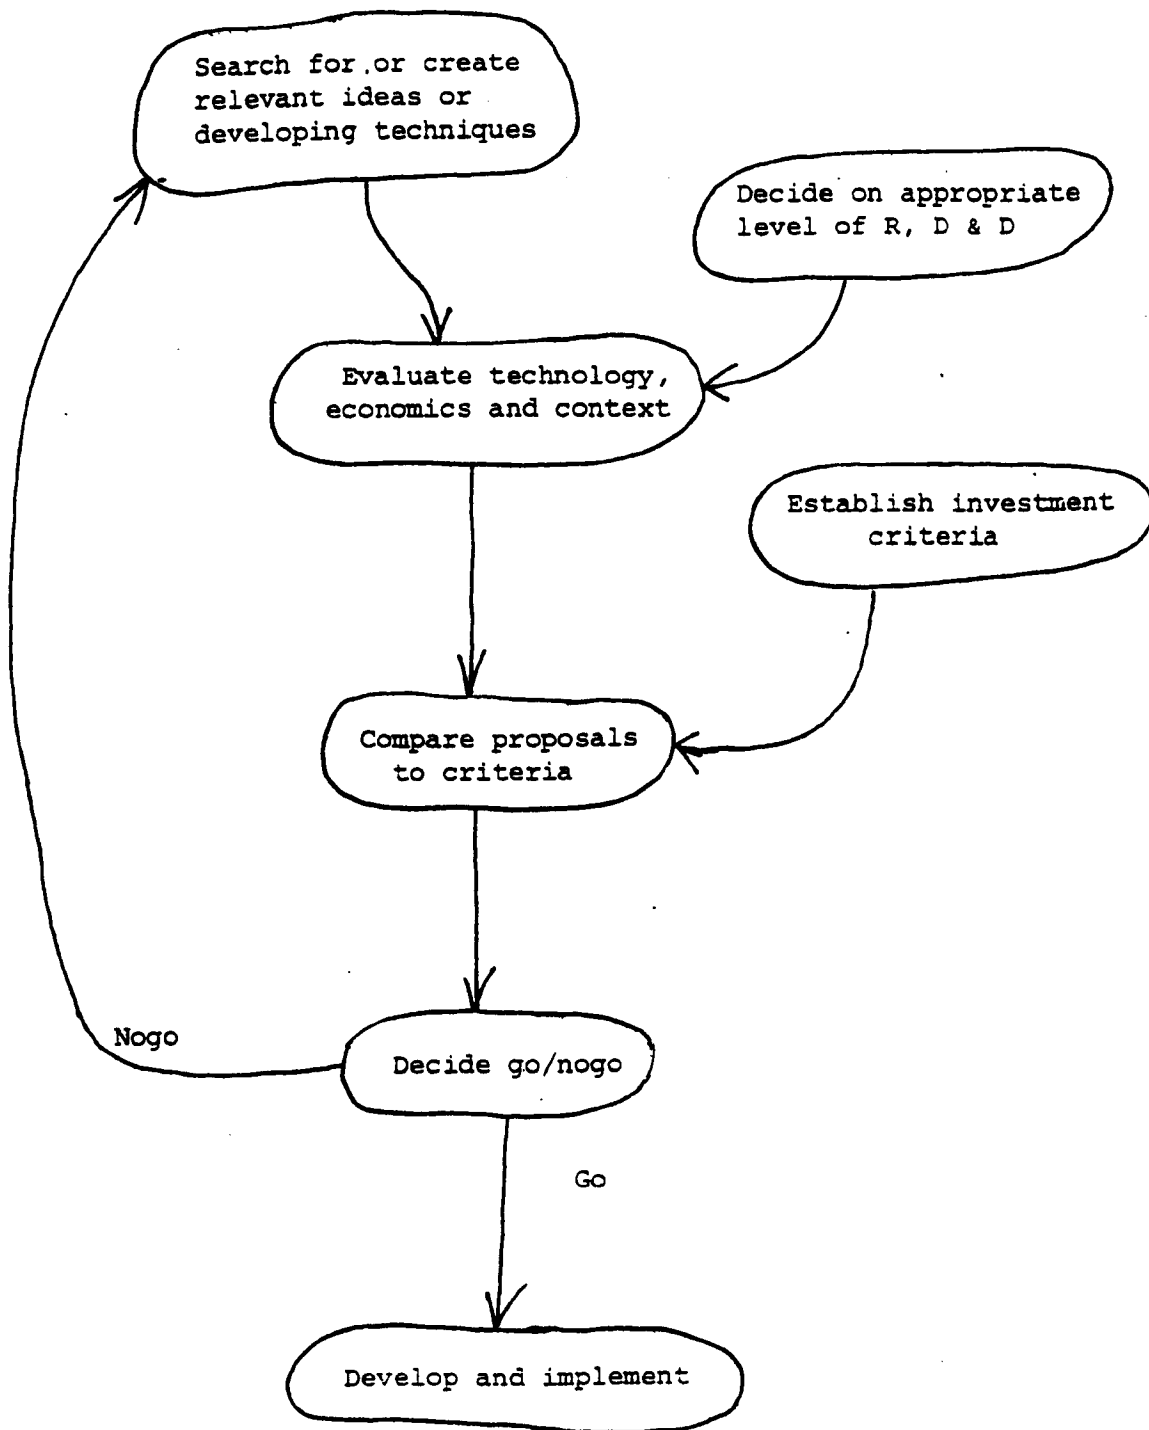 Search for or create
relevant ideas or
developing techniques
Decide on appropriate
level of R, D & D
Evaluate technology,
economics and context
Establish investment
criteria
Compare proposals
to criteria
Nogo
Decide go/nogo
Go
Develop and implement